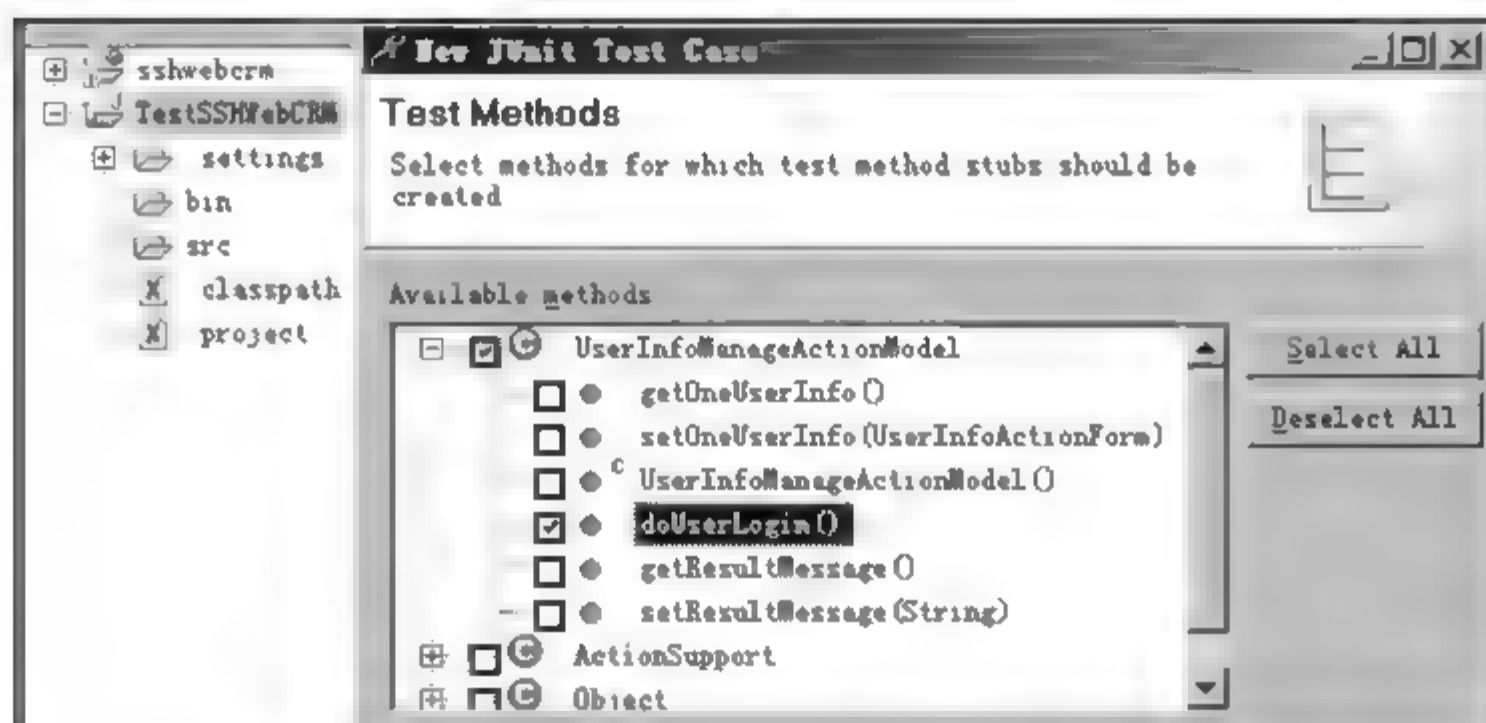 sshwebcrm
TestSSHWebCRM
settings
bin
src
classpath
project
New JUnit Test Case
Test Methods
Select methods for which test method stubs should be
created
Available methods
UserInfoManageActionModel
getOneUserInfo()
setOneUserInfo(UserInfoActionForm)
UserInfoManageActionModel()
doUserLogin()
getResultMessage()
setResultMessage(String)
ActionSupport
Object
Select All
Deselect All